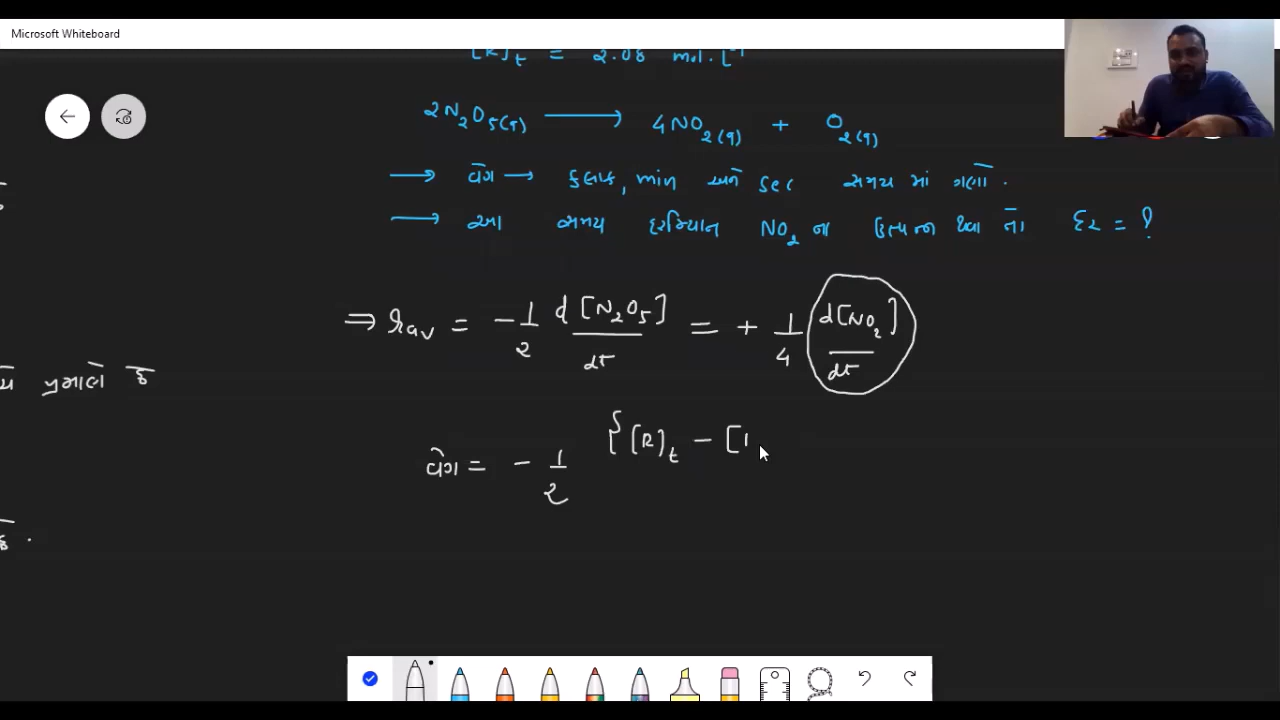 Microsoft Whiteboard
[R]t = 2.08 mol.L⁻¹
2N₂O₅(g) ⟶ 4NO₂(g) + O₂(g)
→ વેગ → કલાક, min અને sec સમય માં ગણો.
→ આ સમય દરમિયાન NO₂ ના ઉત્પન્ન થવા ના દર = ?
⇒ rav = -1/2 d[N₂O₅]/dt = +1/4 d[NO₂]/dt
પ્રમાણે છે
વેગ = -1/2 {[R]t - [
છે.